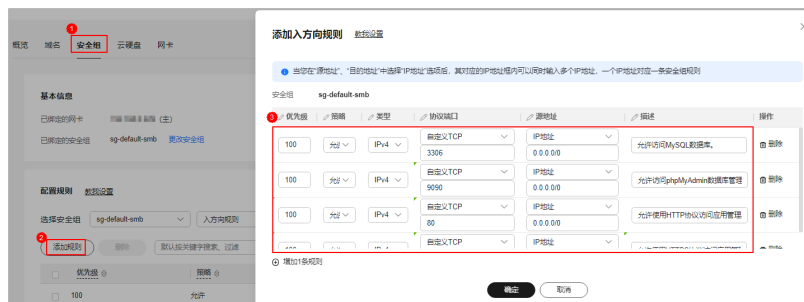 1
概览 域名 安全组 云硬盘 网卡
基本信息
已绑定的网卡 (主)
已绑定的安全组 sg-default-smb 更改安全组
配置规则 教我设置
选择安全组 sg-default-smb 入方向规则
2
添加规则 默认按关键字搜索、过滤
优先级 策略
100 允许
添加入方向规则 教我设置
当您在“源地址”、“目的地址”中选择“IP地址”选项后，其对应的IP地址框内可以同时输入多个IP地址，一个IP地址对应一条安全组规则
安全组 sg-default-smb
3 优先级 策略 类型 协议端口 源地址 描述 操作
100 IPv4 自定义TCP IP地址 允许访问MySQL数据库。 删除
3306 0.0.0.0/0
100 IPv4 自定义TCP IP地址 允许访问phpMyAdmin数据库管理 删除
9090 0.0.0.0/0
100 IPv4 自定义TCP IP地址 允许使用HTTP协议访问应用管理 删除
80 0.0.0.0/0
自定义TCP IP地址
增加1条规则
确定 取消